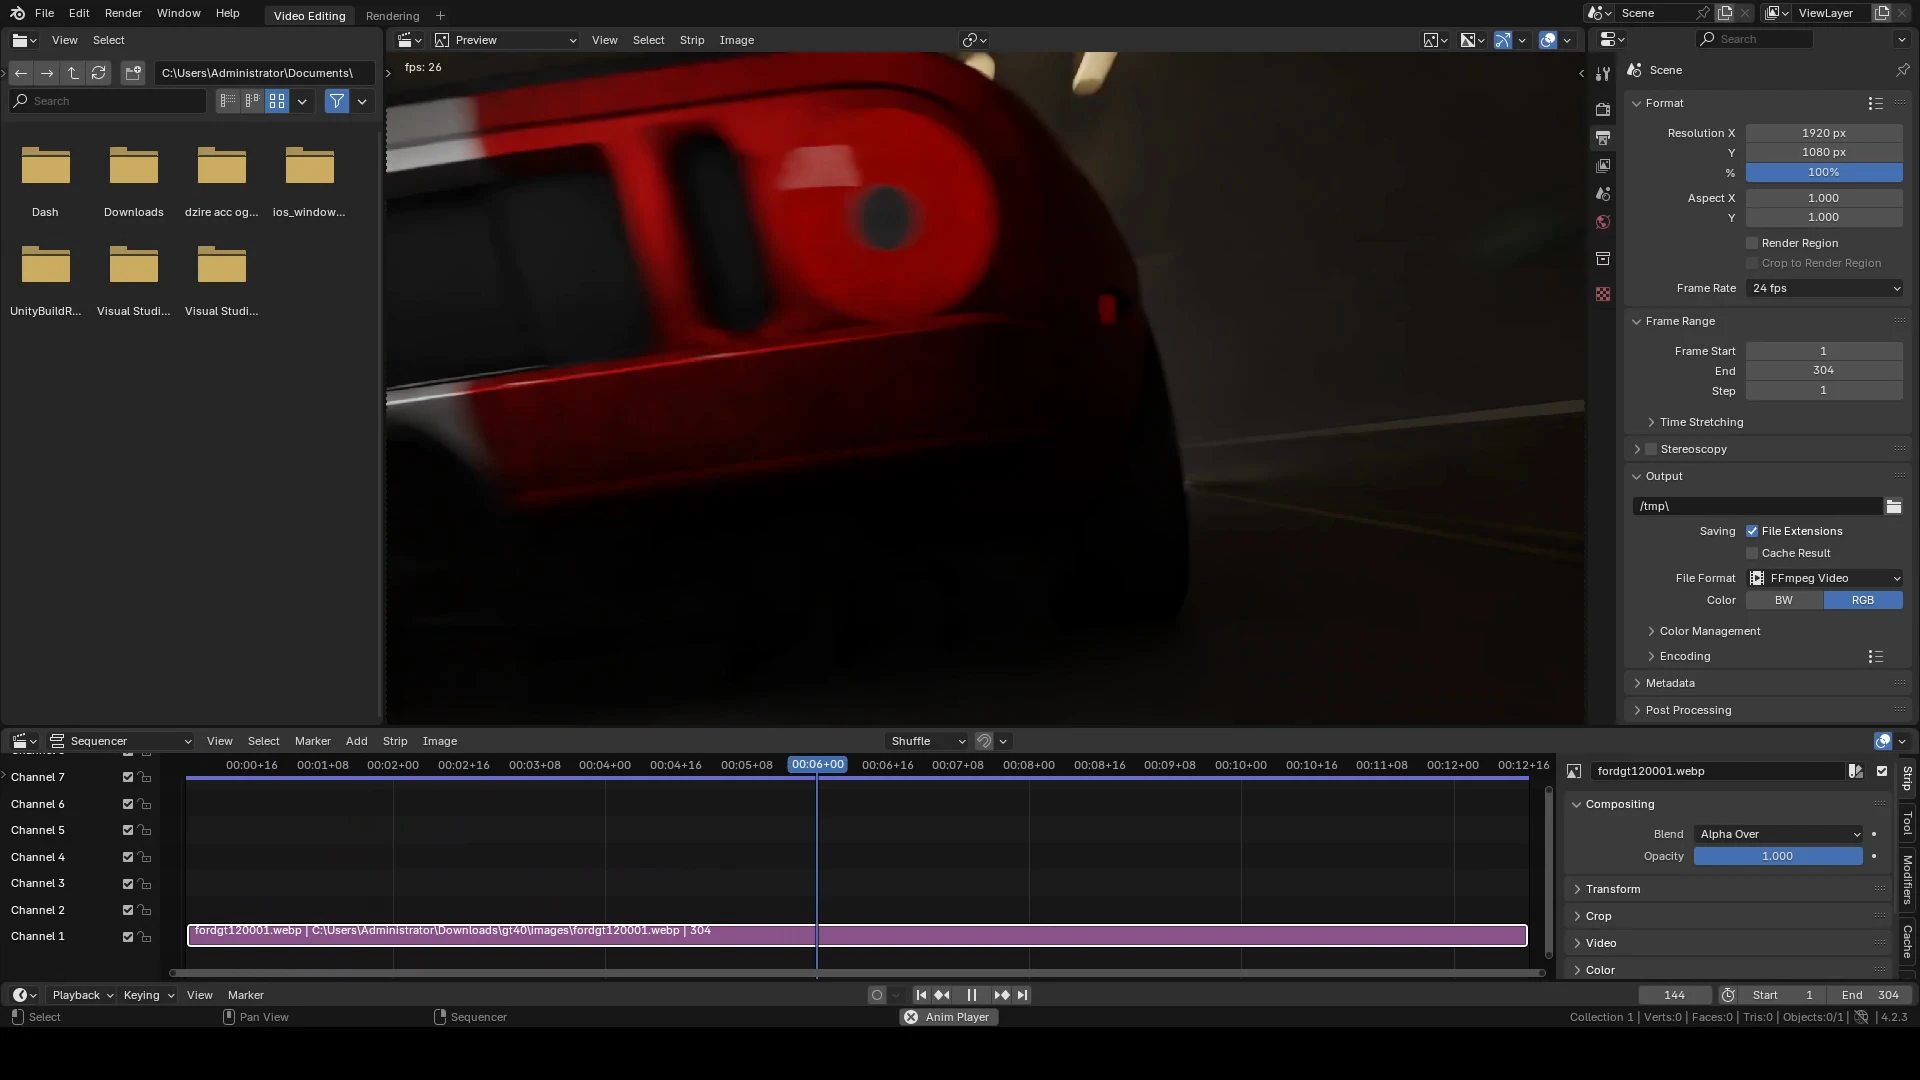 File Edit Render Window Help Video Editing Rendering + Scene ViewLayer
View Select
Preview View Select Strip Image
Search
C:\Users\Administrator\Documents\
Search
Dash Downloads dzire acc og... ios_window...
UnityBuildR... Visual Studi... Visual Studi...
fps: 26
Scene
Format
Resolution X 1920 px
Y 1080 px
% 100%
Aspect X 1.000
Y 1.000
Render Region
Crop to Render Region
Frame Rate 24 fps
Frame Range
Frame Start 1
End 304
Step 1
Time Stretching
Stereoscopy
Output
/tmp\
Saving File Extensions
Cache Result
File Format FFmpeg Video
Color BW RGB
Color Management
Encoding
Metadata
Post Processing
Sequencer View Select Marker Add Strip Image Shuffle
00:00+16 00:01+08 00:02+00 00:02+16 00:03+08 00:04+00 00:04+16 00:05+08 00:06+00 00:06+16 00:07+08 00:08+00 00:08+16 00:09+08 00:10+00 00:10+16 00:11+08 00:12+00 00:12+16
Channel 7
Channel 6
Channel 5
Channel 4
Channel 3
Channel 2
Channel 1
fordgt120001.webp | C:\Users\Administrator\Downloads\gt40\images\fordgt120001.webp | 304
fordgt120001.webp
Compositing
Blend Alpha Over
Opacity 1.000
Transform
Crop
Video
Color
Strip
Tool
Modifiers
Cache
Playback Keying View Marker 144 Start 1 End 304
Select Pan View Sequencer Anim Player Collection 1 | Verts:0 | Faces:0 | Tris:0 | Objects:0/1 | 4.2.3